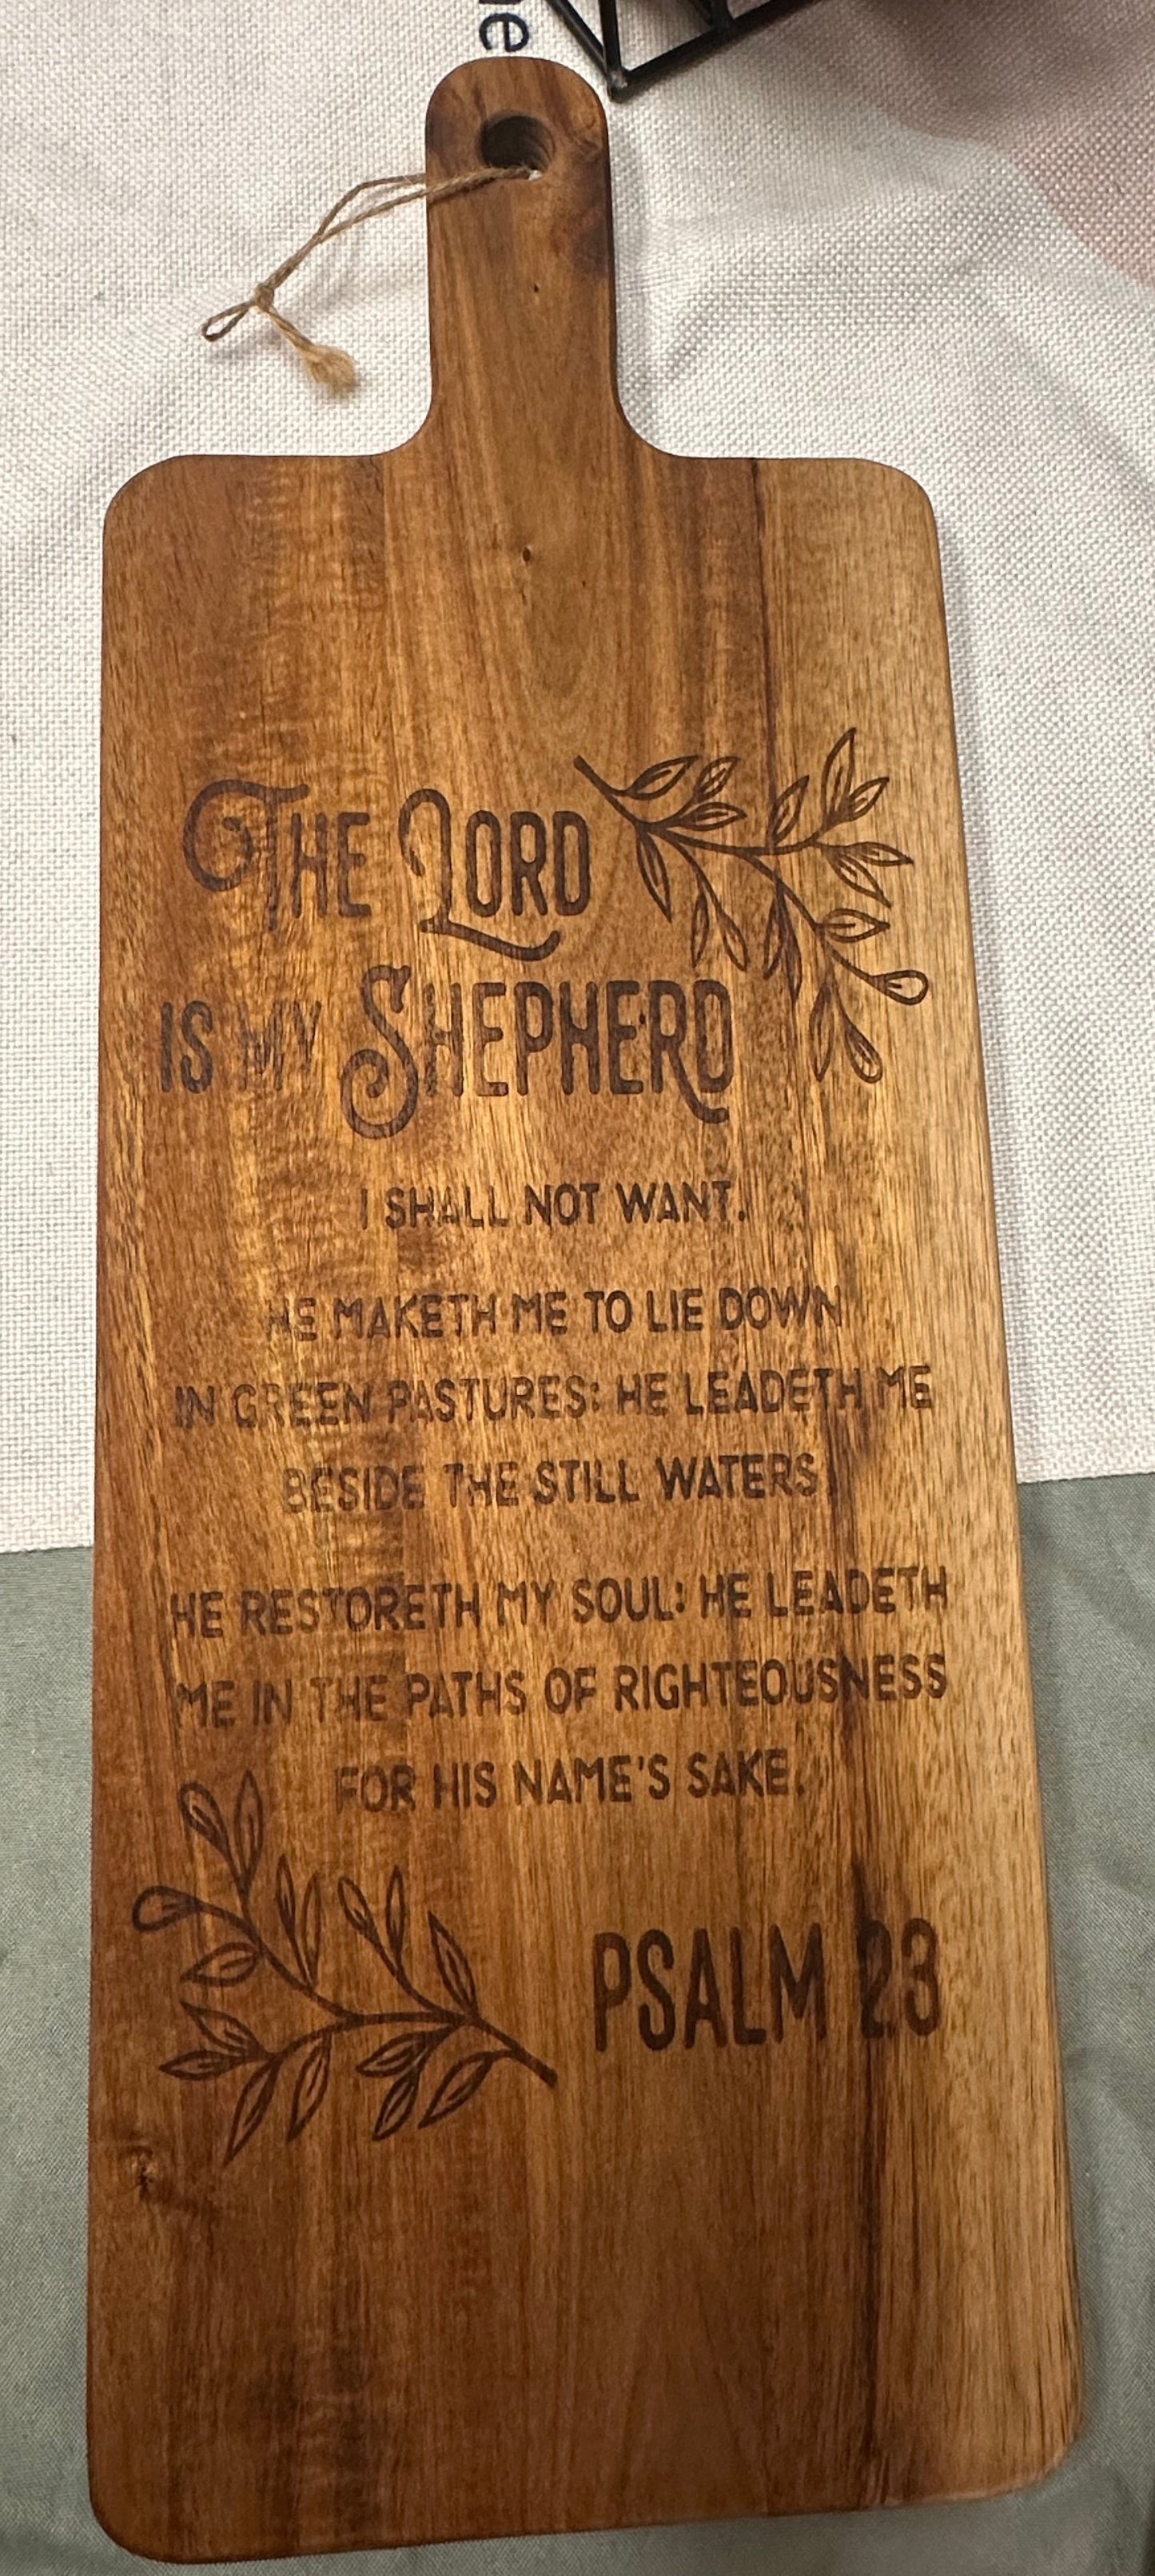 ne
THE LORD
IS MY SHEPHERD
I SHALL NOT WANT.
HE MAKETH ME TO LIE DOWN
IN GREEN PASTURES: HE LEADETH ME
BESIDE THE STILL WATERS.
HE RESTORETH MY SOUL: HE LEADETH
ME IN THE PATHS OF RIGHTEOUSNESS
FOR HIS NAME'S SAKE.
PSALM 23